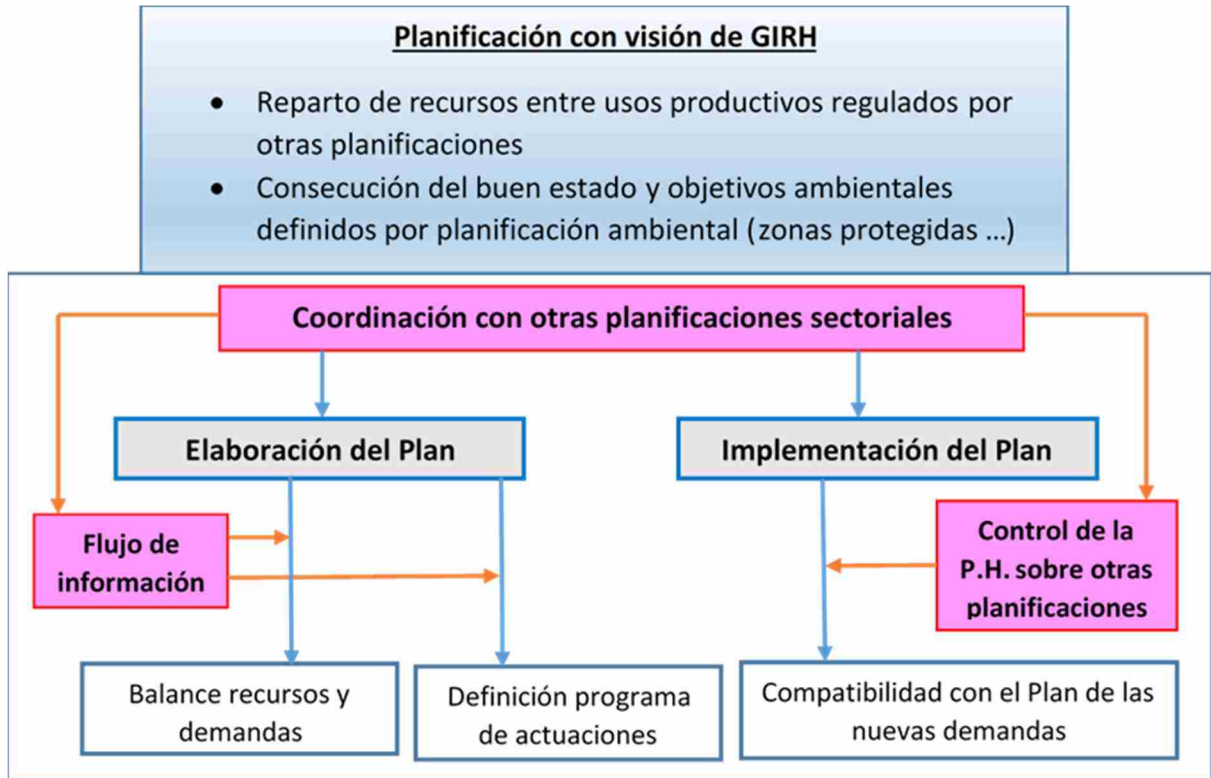 Planificación con visión de GIRH
• Reparto de recursos entre usos productivos regulados por
otras planificaciones
• Consecución del buen estado y objetivos ambientales
definidos por planificación ambiental (zonas protegidas ...)
Coordinación con otras planificaciones sectoriales
Elaboración del Plan
Implementación del Plan
Flujo de
información
Control de la
P.H. sobre otras
planificaciones
Balance recursos y
demandas
Definición programa
de actuaciones
Compatibilidad con el Plan de las
nuevas demandas